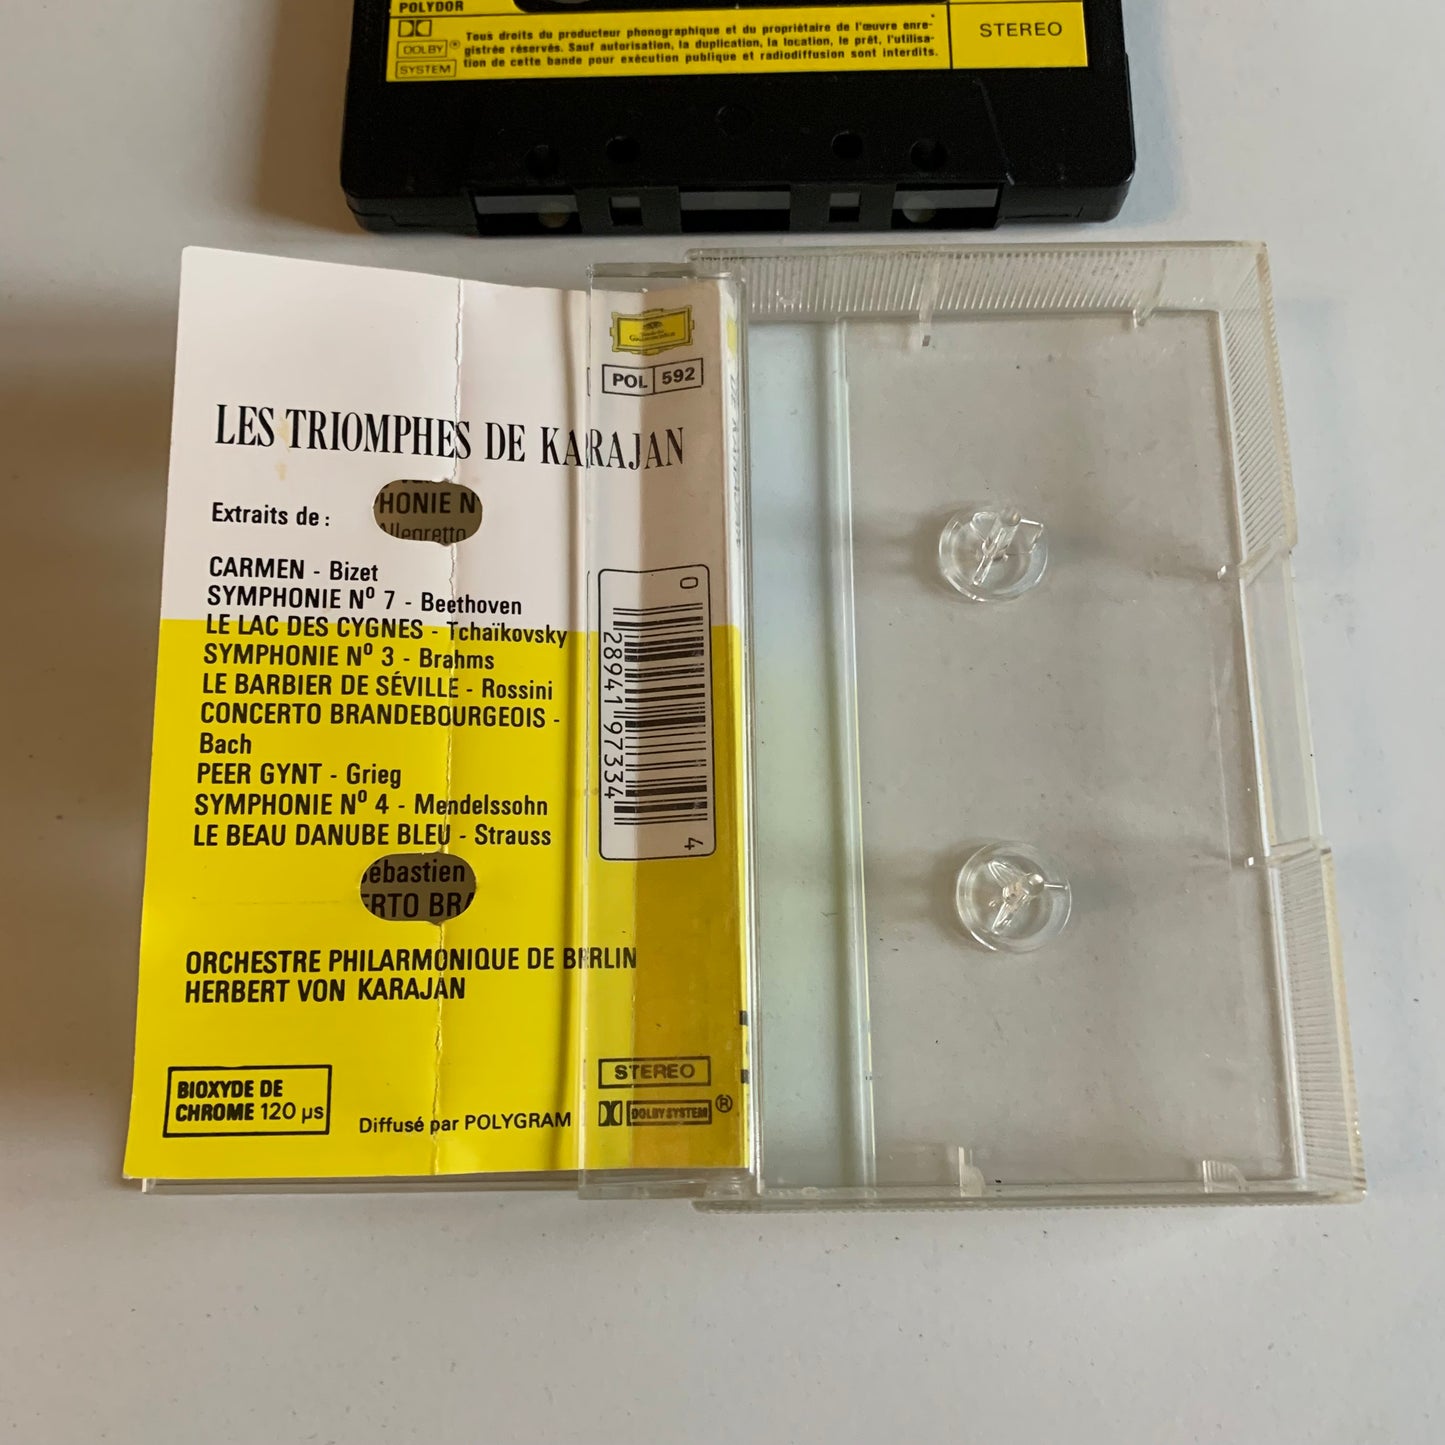 POLYDOR
DOLBY ®
SYSTEM
Tous droits du producteur phonographique et du propriétaire de l'œuvre enre-
gistrée réservés. Sauf autorisation, la duplication, la location, le prêt, l'utilisa-
tion de cette bande pour exécution publique et radiodiffusion sont interdits.
STEREO
Deutsche
Grammophon
POL 592
LES TRIOMPHES DE KARAJAN
HONIE N
Allegretto
Extraits de :
CARMEN - Bizet
SYMPHONIE Nº 7 - Beethoven
LE LAC DES CYGNES - Tchaïkovsky
SYMPHONIE Nº 3 - Brahms
LE BARBIER DE SÉVILLE - Rossini
CONCERTO BRANDEBOURGEOIS -
Bach
PEER GYNT - Grieg
SYMPHONIE Nº 4 - Mendelssohn
LE BEAU DANUBE BLEU - Strauss
ébastien
ERTO BRA
ORCHESTRE PHILARMONIQUE DE BERLIN
HERBERT VON KARAJAN
BIOXYDE DE
CHROME 120 µs
Diffusé par POLYGRAM
0 28941 97334 4
STEREO
DOLBY SYSTEM ®